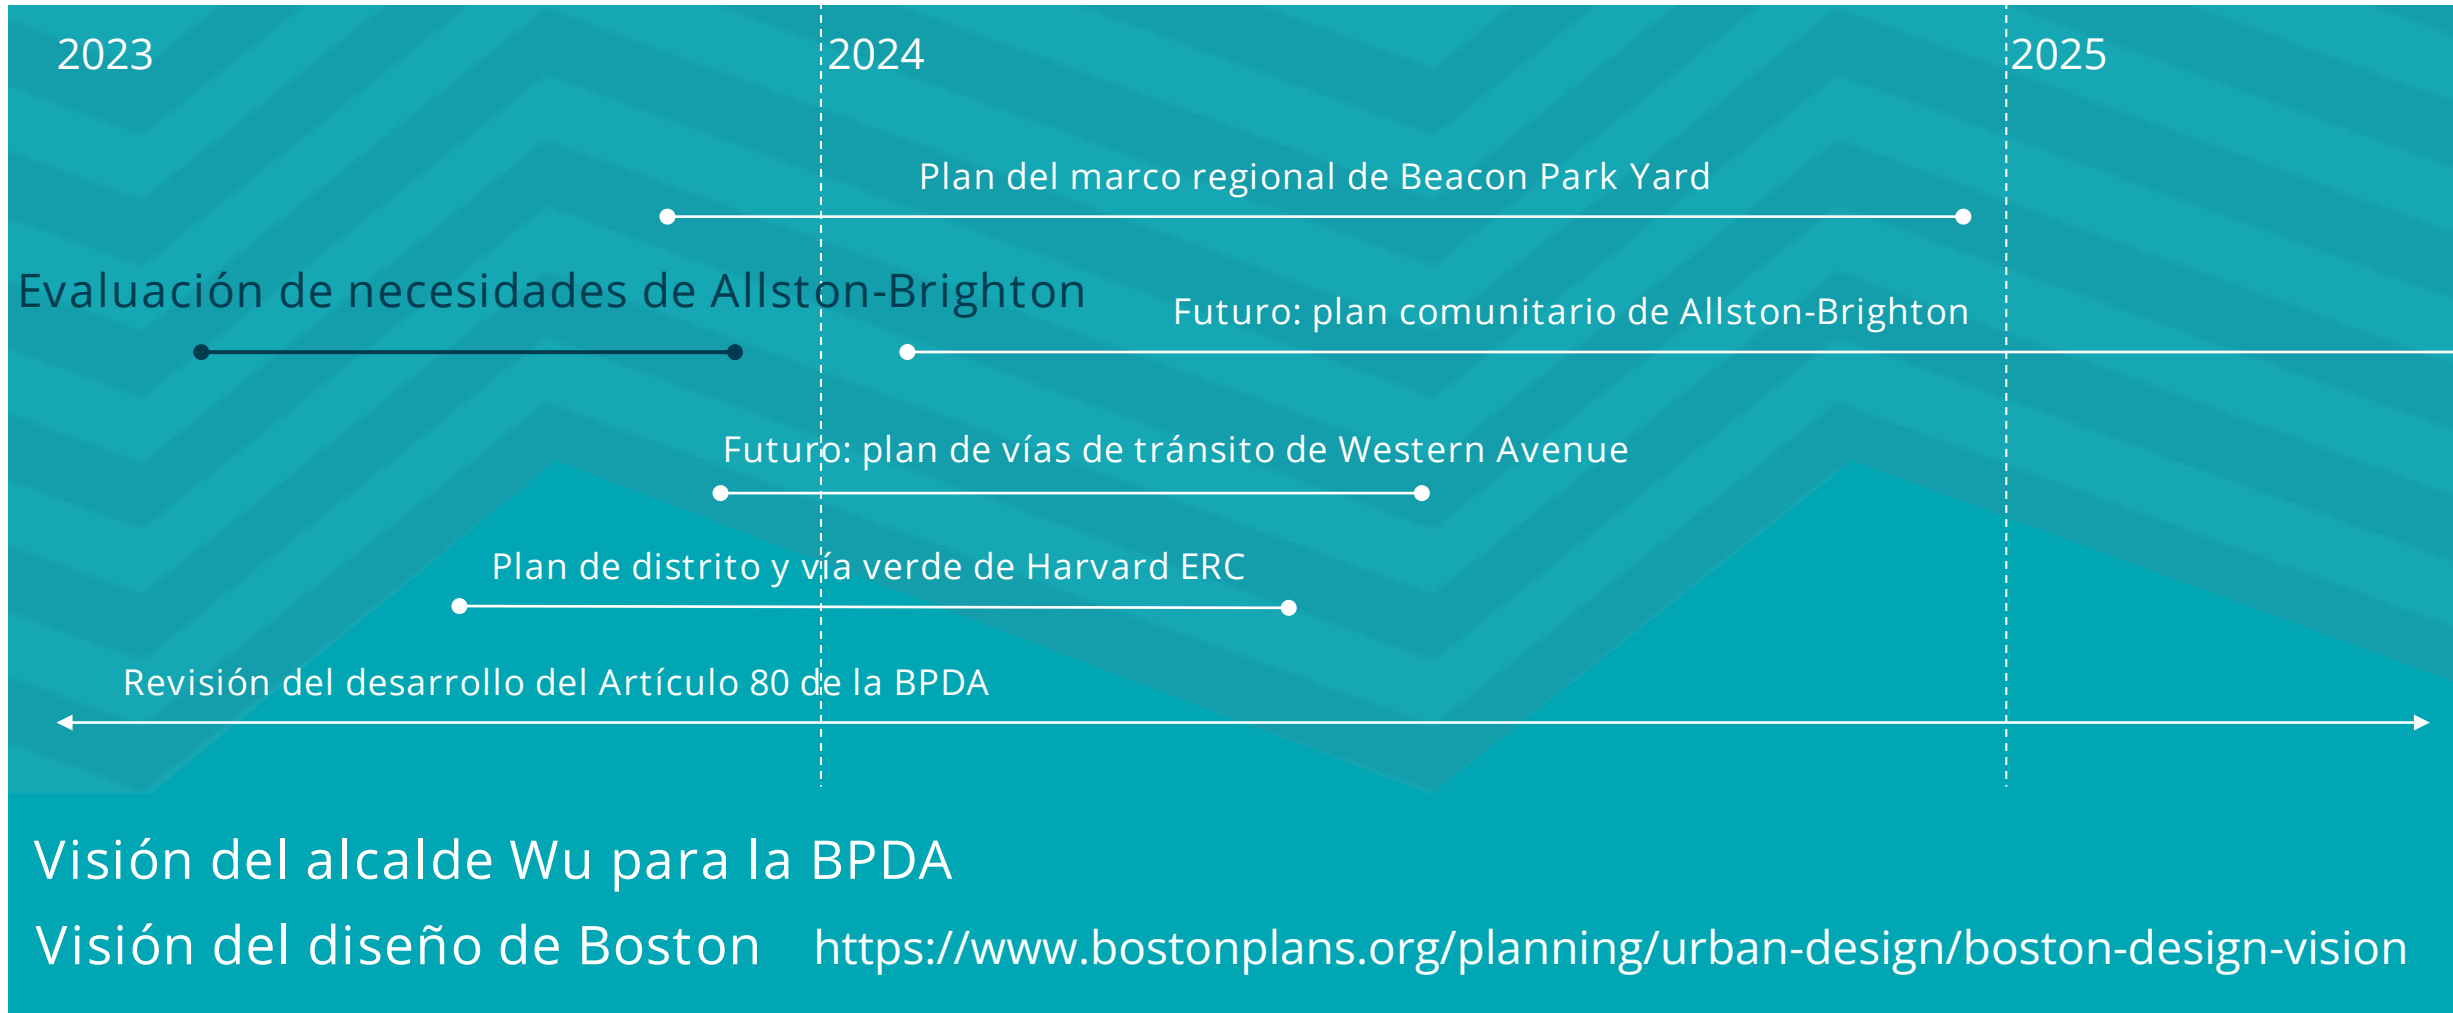 2023
2024
2025
Plan del marco regional de Beacon Park Yard
Evaluación de necesidades de Allston-Brighton
Futuro: plan comunitario de Allston-Brighton
Futuro: plan de vías de tránsito de Western Avenue
Plan de distrito y vía verde de Harvard ERC
Revisión del desarrollo del Artículo 80 de la BPDA
Visión del alcalde Wu para la BPDA
Visión del diseño de Boston https://www.bostonplans.org/planning/urban-design/boston-design-vision